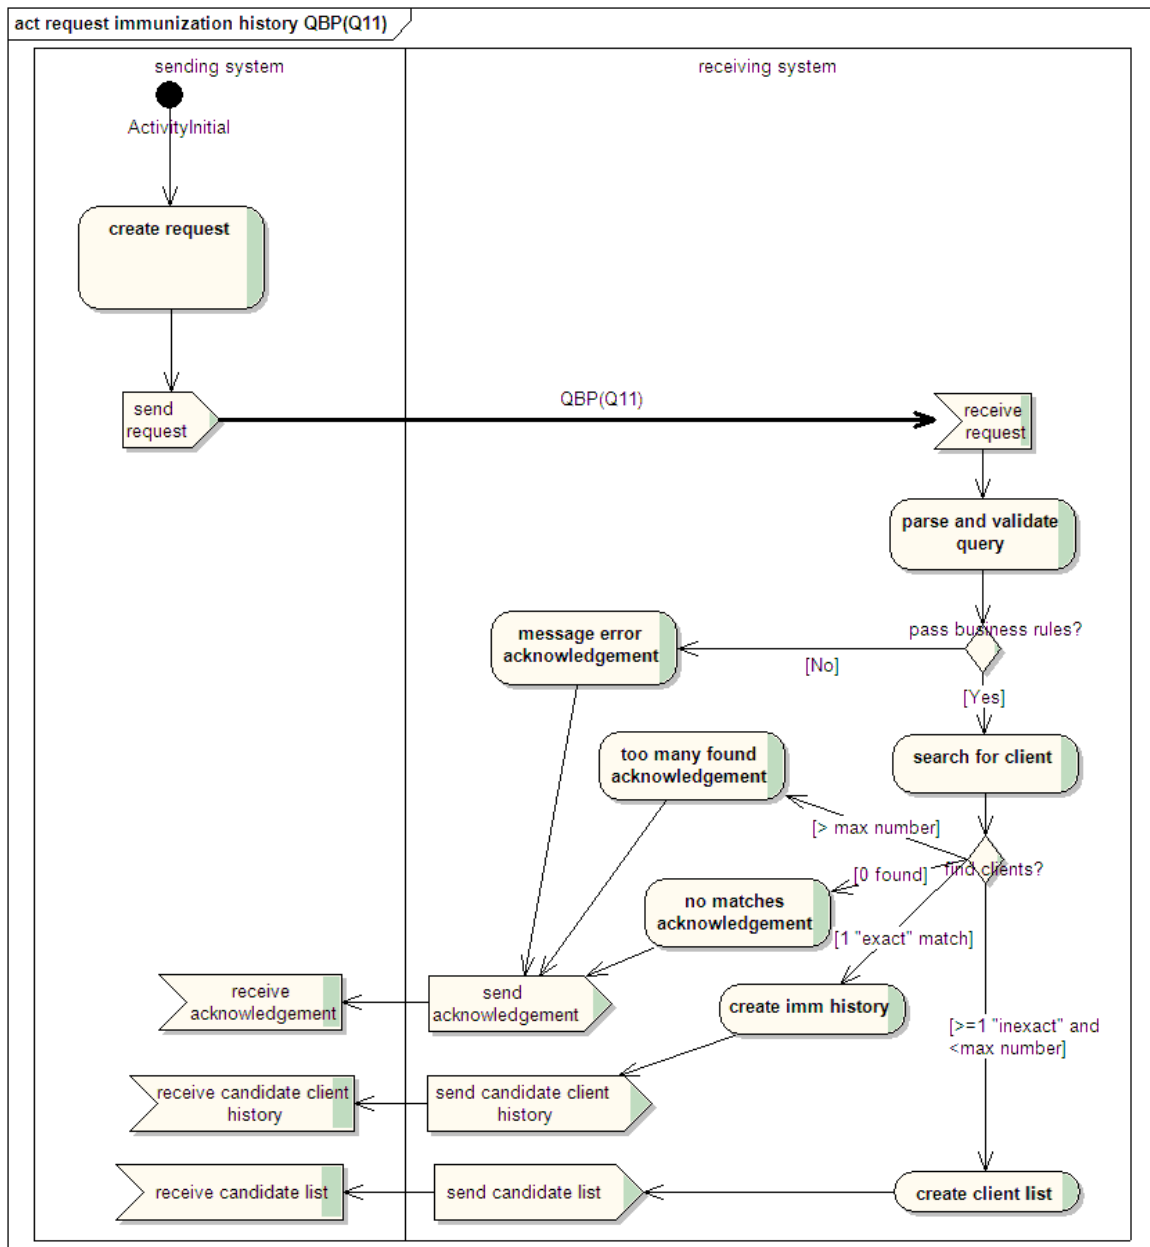 act request immunization history QBP(Q11)
sending system
receiving system
ActivityInitial
create request
send
request
QBP(Q11)
receive
request
parse and validate
query
pass business rules?
message error
acknowledgement
[No]
[Yes]
too many found
acknowledgement
search for client
[> max number]
find clients?
[0 found]
no matches
acknowledgement
[1 "exact" match]
receive
acknowledgement
send
acknowledgement
create imm history
[>=1 "inexact" and
<max number]
receive candidate client
history
send candidate client
history
receive candidate list
send candidate list
create client list